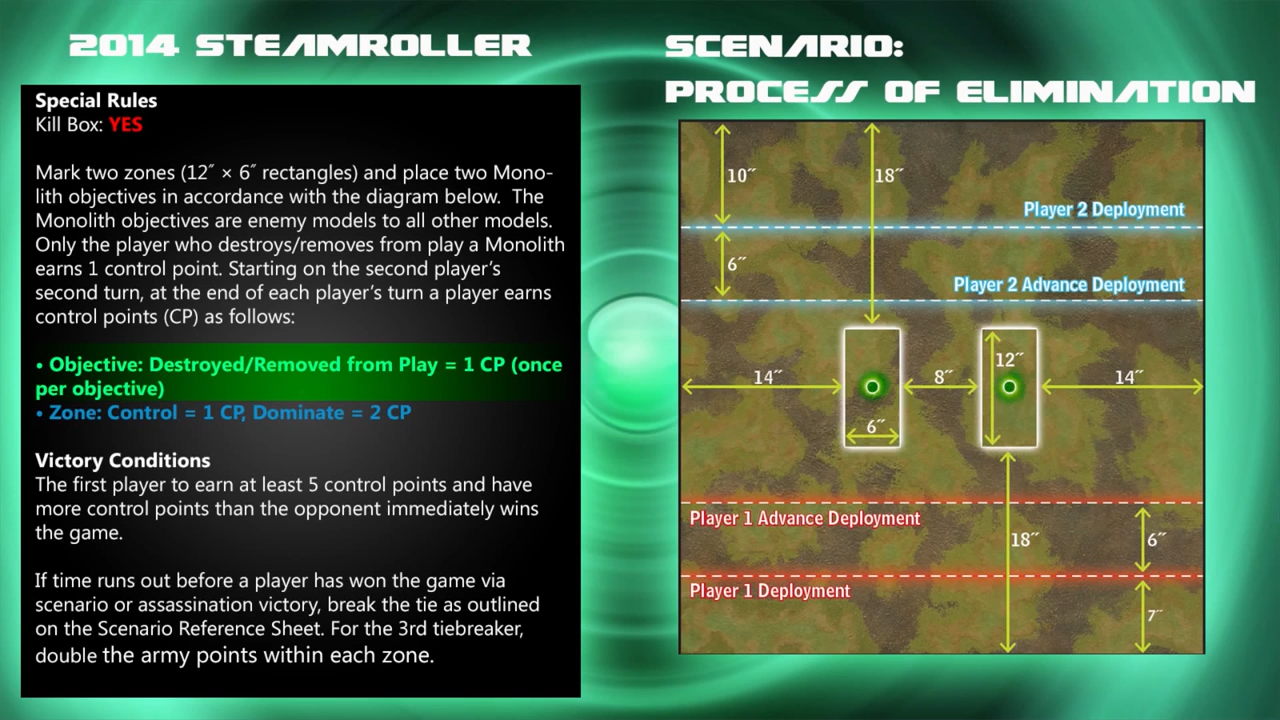 2014 STEAMROLLER
Special Rules
Kill Box: YES
Mark two zones (12˝ × 6˝ rectangles) and place two Mono-
lith objectives in accordance with the diagram below.  The
Monolith objectives are enemy models to all other models.
Only the player who destroys/removes from play a Monolith
earns 1 control point. Starting on the second player's
second turn, at the end of each player's turn a player earns
control points (CP) as follows:
• Objective: Destroyed/Removed from Play = 1 CP (once
per objective)
• Zone: Control = 1 CP, Dominate = 2 CP
Victory Conditions
The first player to earn at least 5 control points and have
more control points than the opponent immediately wins
the game.
If time runs out before a player has won the game via
scenario or assassination victory, break the tie as outlined
on the Scenario Reference Sheet. For the 3rd tiebreaker,
double the army points within each zone.
SCENARIO:
PROCESS OF ELIMINATION
10˝
18˝
Player 2 Deployment
6˝
Player 2 Advance Deployment
12˝
14˝
8˝
14˝
6˝
Player 1 Advance Deployment
18˝
6˝
Player 1 Deployment
7˝